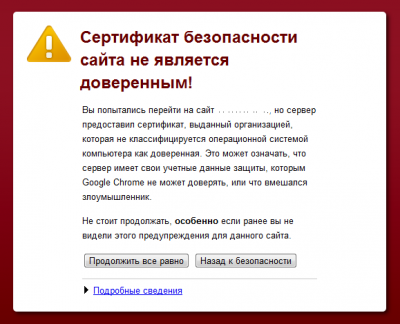 Сертификат безопасности
сайта не является
доверенным!
Вы попытались перейти на сайт , но сервер
предоставил сертификат, выданный организацией,
которая не классифицируется операционной системой
компьютера как доверенная. Это может означать, что
сервер имеет свои учетные данные защиты, которым
Google Chrome не может доверять, или что вмешался
злоумышленник.
Не стоит продолжать, особенно если ранее вы не
видели этого предупреждения для данного сайта.
Продолжить все равно Назад к безопасности
Подробные сведения